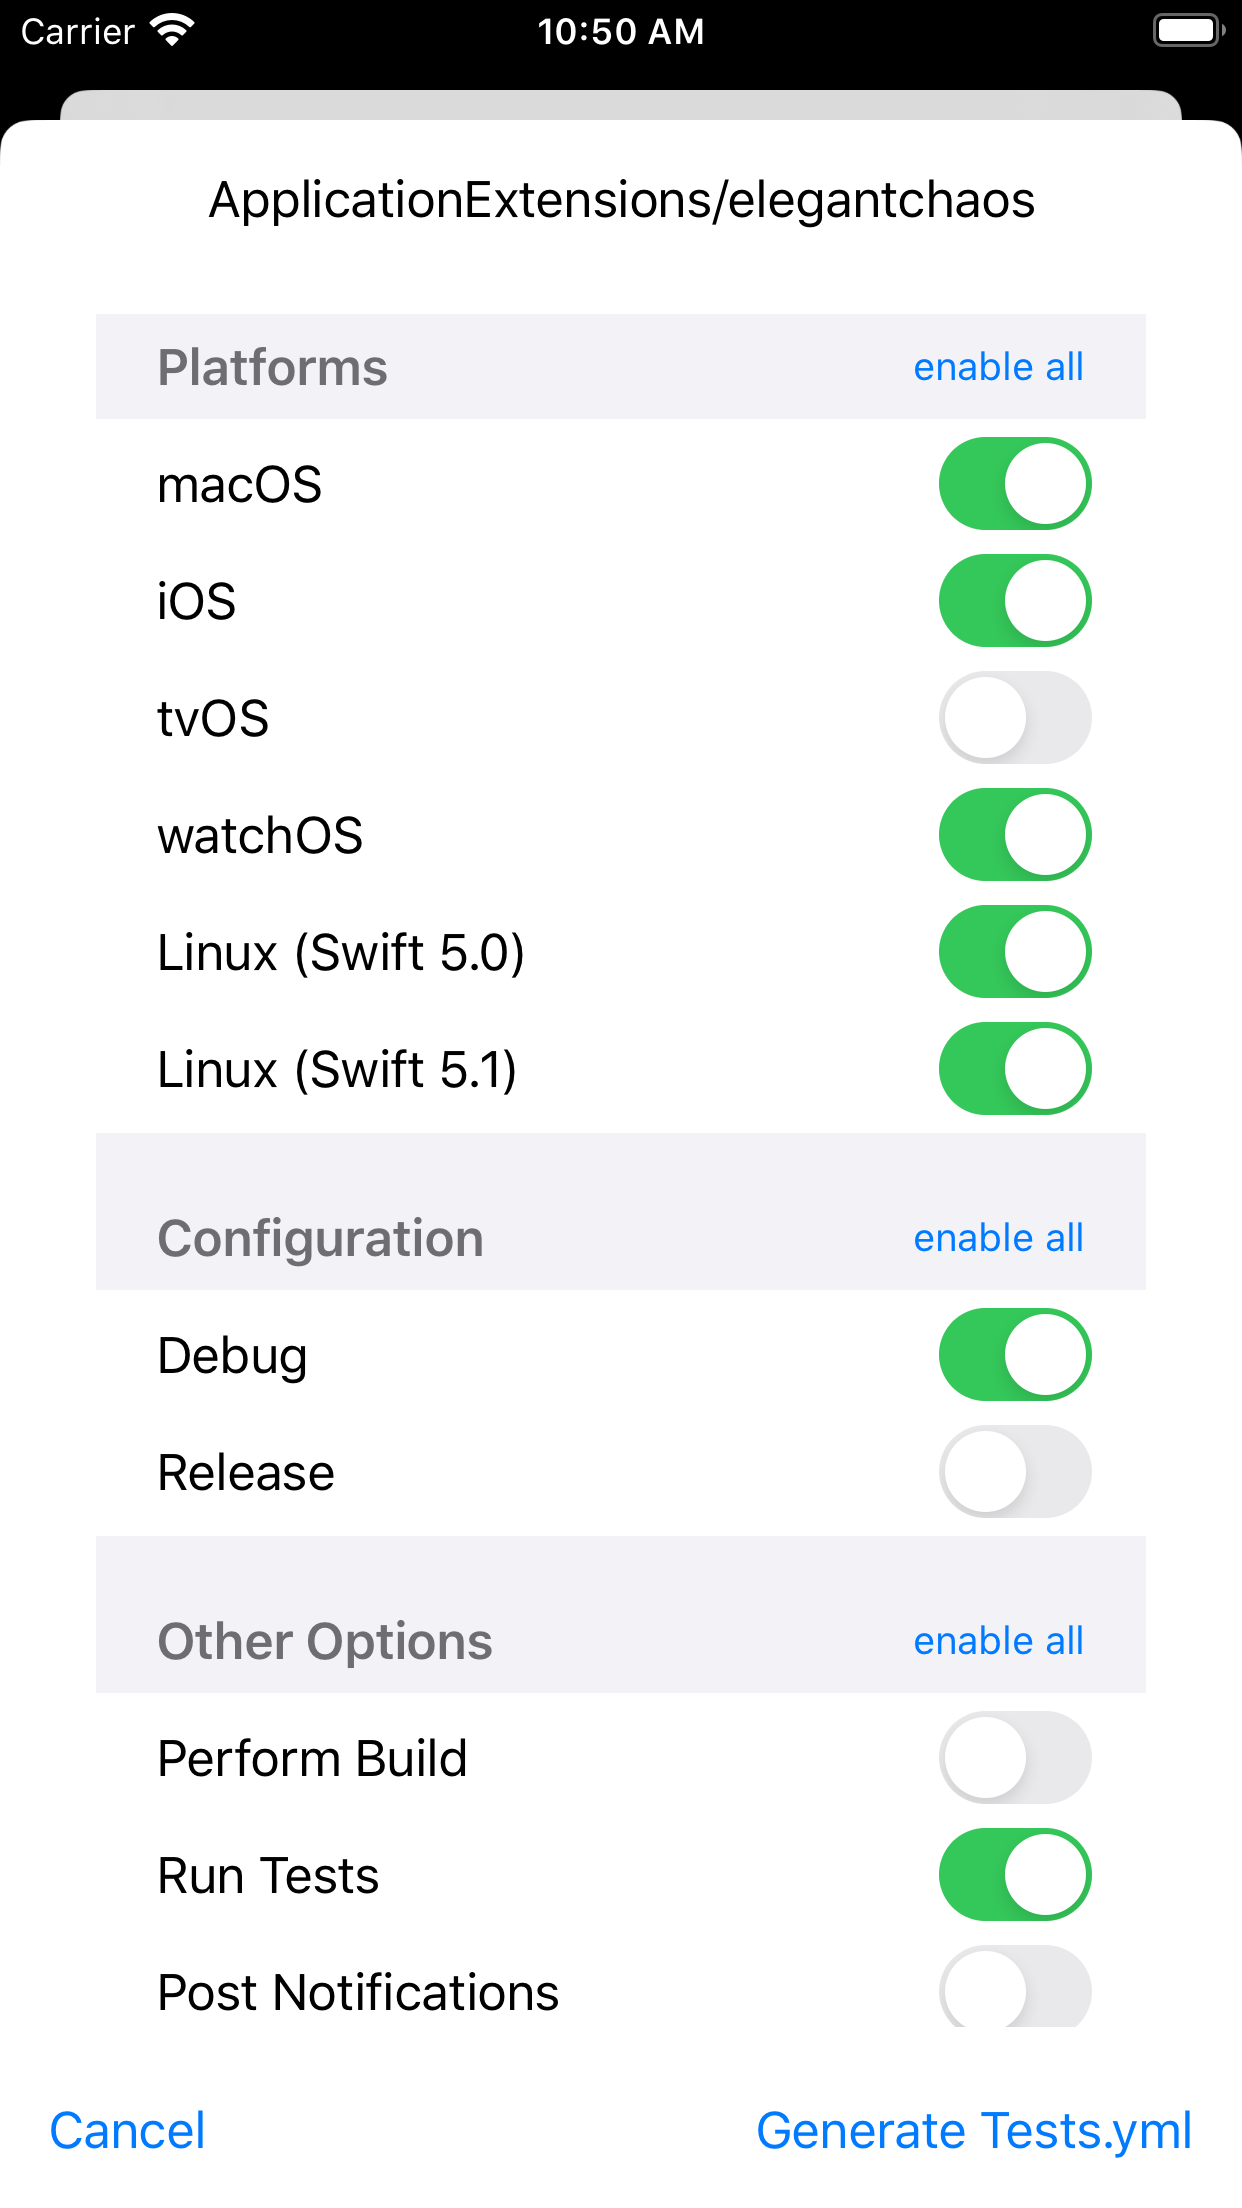 Carrier 10:50 AM
ApplicationExtensions/elegantchaos
Platforms enable all
macOS
iOS
tvOS
watchOS
Linux (Swift 5.0)
Linux (Swift 5.1)
Configuration enable all
Debug
Release
Other Options enable all
Perform Build
Run Tests
Post Notifications
Cancel Generate Tests.yml